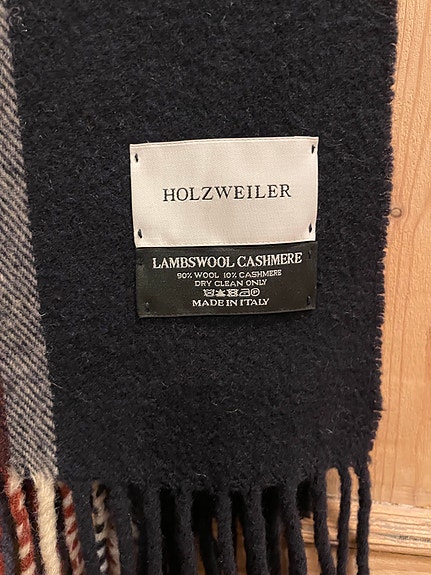 HOLZWEILER
LAMBSWOOL CASHMERE
90% WOOL 10% CASHMERE
DRY CLEAN ONLY
MADE IN ITALY